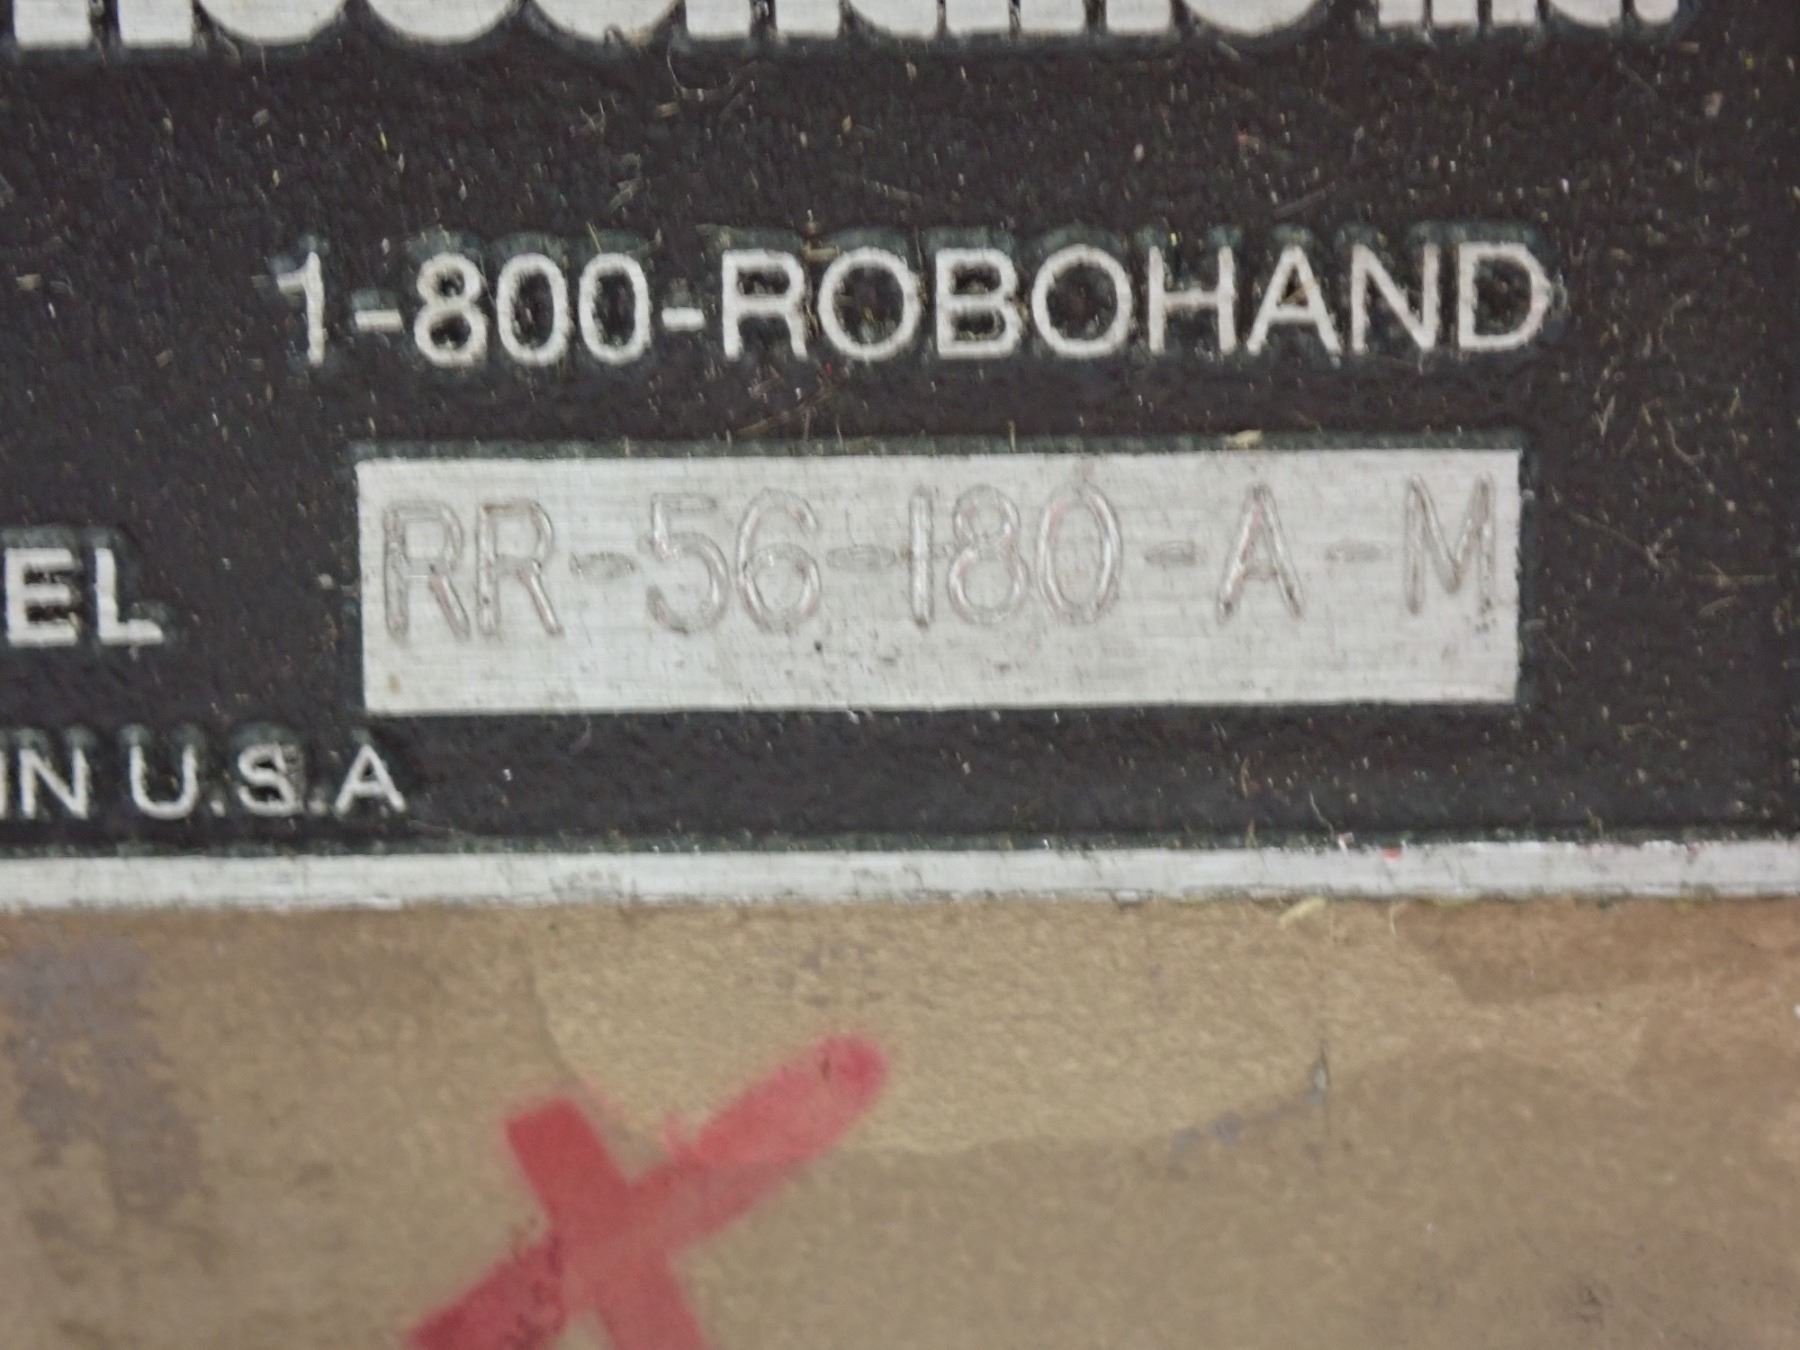 1-800-ROBOHAND
EL RR-56-180-A-M
IN U.S.A